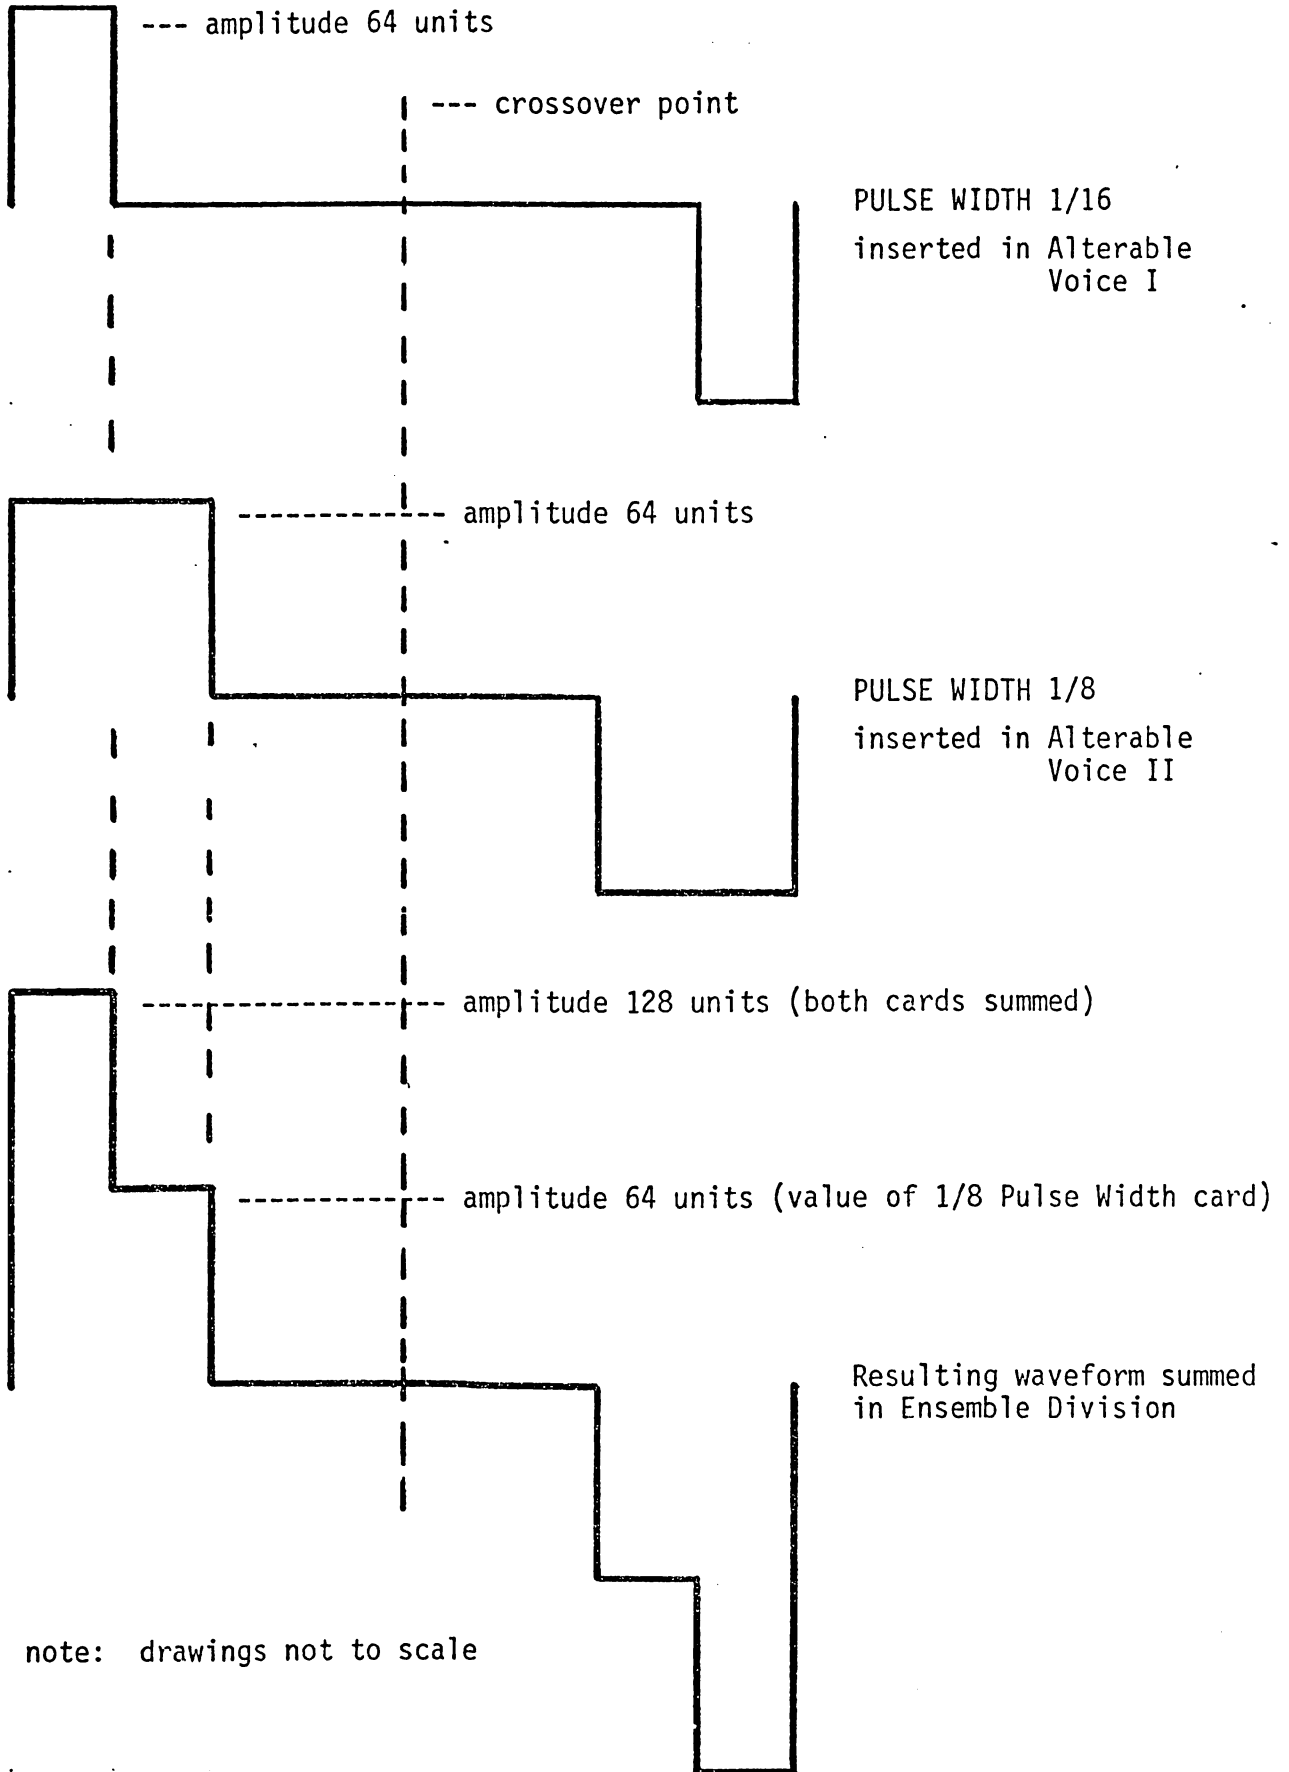 --- amplitude 64 units
--- crossover point
PULSE WIDTH 1/16
inserted in Alterable
Voice I
------------- amplitude 64 units
PULSE WIDTH 1/8
inserted in Alterable
Voice II
------------------- amplitude 128 units (both cards summed)
------------- amplitude 64 units (value of 1/8 Pulse Width card)
Resulting waveform summed
in Ensemble Division
note: drawings not to scale